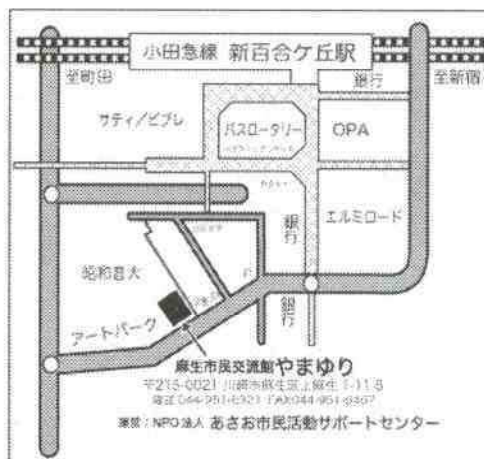 小田急線 新百合ケ丘駅
至町田
銀行
至新宿
サティ/ビブレ
バスロータリー
OPA
エルミロード
銀行
昭和音大
銀行
アートパーク
麻生市民交流館やまゆり
〒215-0021 川崎市麻生区上麻生 1-11-5
電話 044-951-6321 FAX044-951-6467
運営：NPO法人 あさお市民活動サポートセンター